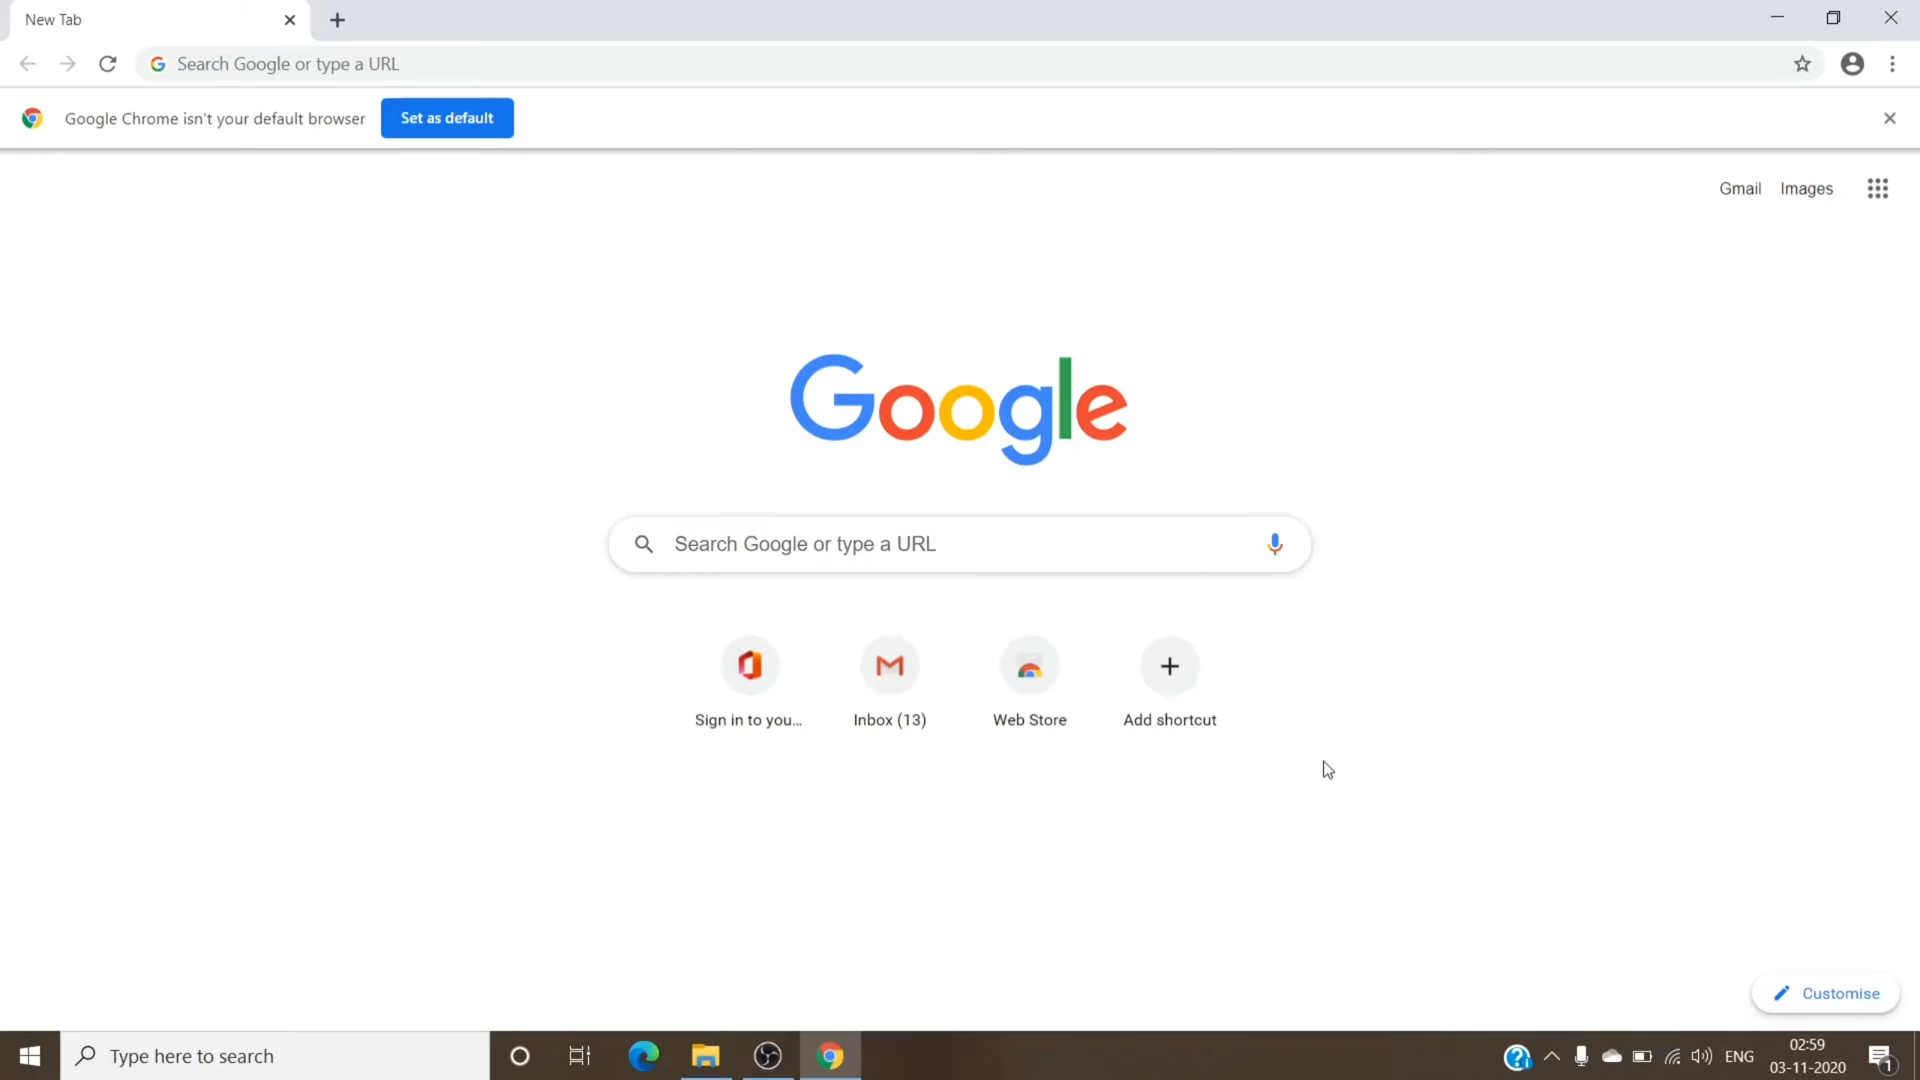 New Tab
Search Google or type a URL
Google Chrome isn't your default browser
Set as default
Gmail
Images
Google
Search Google or type a URL
Sign in to you...
Inbox (13)
Web Store
Add shortcut
Customise
Type here to search
ENG
02:59
03-11-2020
1